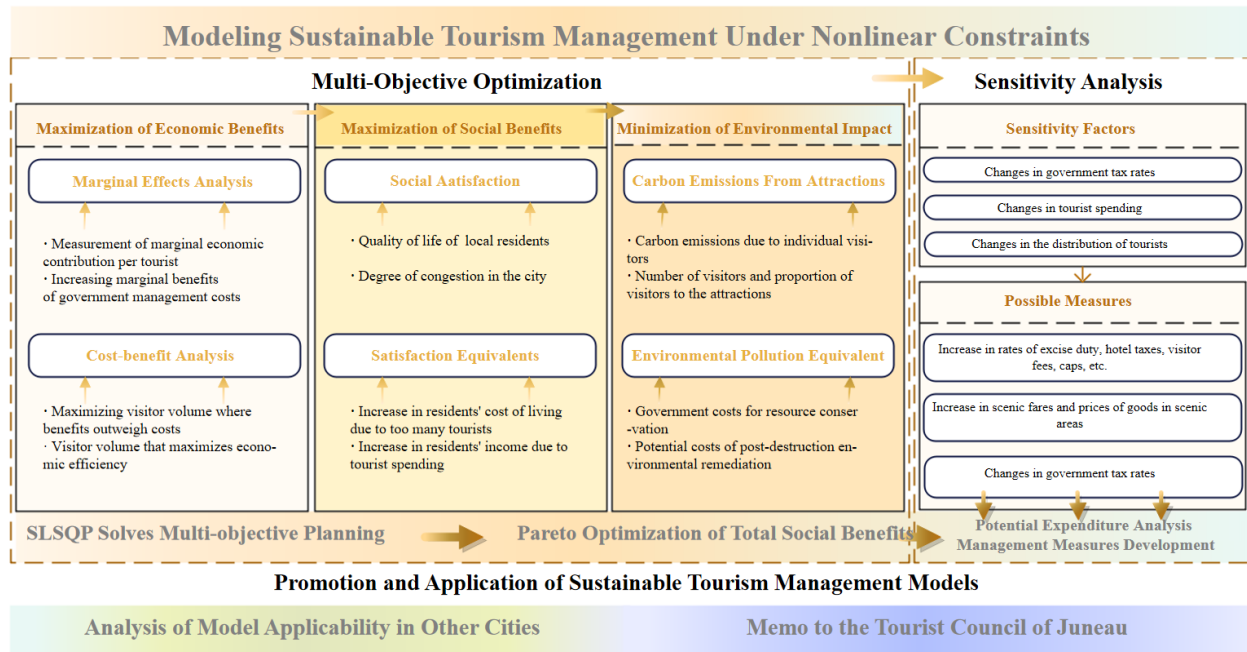 Modeling Sustainable Tourism Management Under Nonlinear Constraints
Multi-Objective Optimization
Maximization of Economic Benefits
Marginal Effects Analysis
· Measurement of marginal economic
contribution per tourist
· Increasing marginal benefits
of government management costs
Cost-benefit Analysis
· Maximizing visitor volume where
benefits outweigh costs
· Visitor volume that maximizes econo-
mic efficiency
Maximization of Social Benefits
Social Aatisfaction
· Quality of life of local residents
· Degree of congestion in the city
Satisfaction Equivalents
· Increase in residents' cost of living
due to too many tourists
· Increase in residents' income due to
tourist spending
Minimization of Environmental Impact
Carbon Emissions From Attractions
· Carbon emissions due to individual visi-
tors
· Number of visitors and proportion of
visitors to the attractions
Environmental Pollution Equivalent
· Government costs for resource conser
-vation
· Potential costs of post-destruction en-
vironmental remediation
SLSQP Solves Multi-objective Planning
Pareto Optimization of Total Social Benefits
Sensitivity Analysis
Sensitivity Factors
Changes in government tax rates
Changes in tourist spending
Changes in the distribution of tourists
Possible Measures
Increase in rates of excise duty, hotel taxes, visitor
fees, caps, etc.
Increase in scenic fares and prices of goods in scenic
areas
Changes in government tax rates
Potential Expenditure Analysis
Management Measures Development
Promotion and Application of Sustainable Tourism Management Models
Analysis of Model Applicability in Other Cities
Memo to the Tourist Council of Juneau